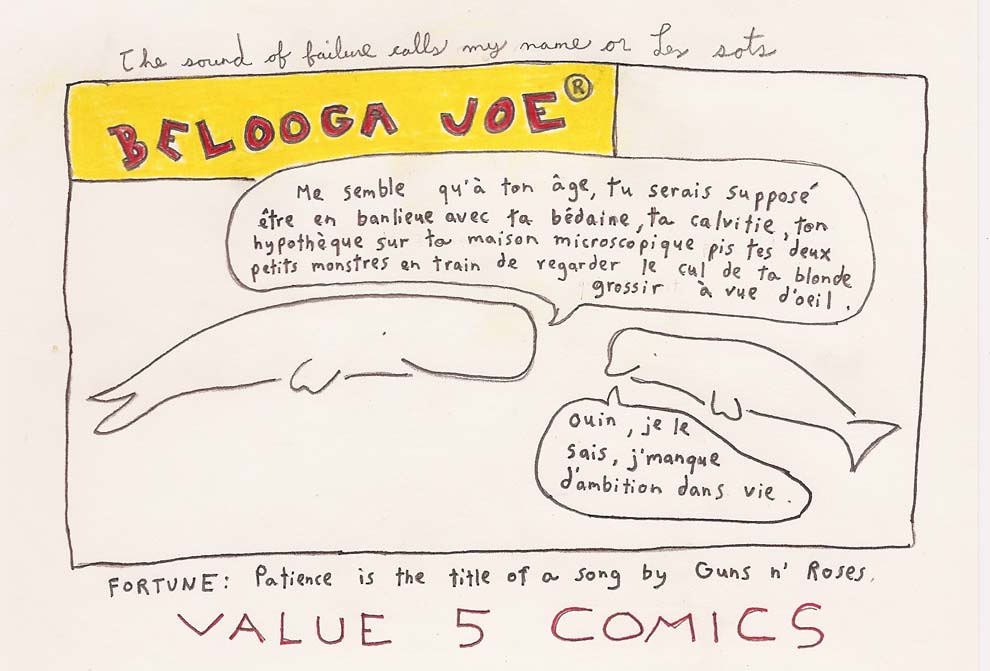 The sound of failure calls my name or Les sots
BELOOGA JOE®
Me semble qu'à ton âge, tu serais supposé
être en banlieue avec ta bédaine, ta calvitie, ton
hypothèque sur ta maison microscopique pis tes deux
petits monstres en train de regarder le cul de ta blonde
grossir à vue d'oeil.
Ouin, je le
sais, j'manque
d'ambition dans vie.
FORTUNE: Patience is the title of a song by Guns n' Roses.
VALUE 5 COMICS